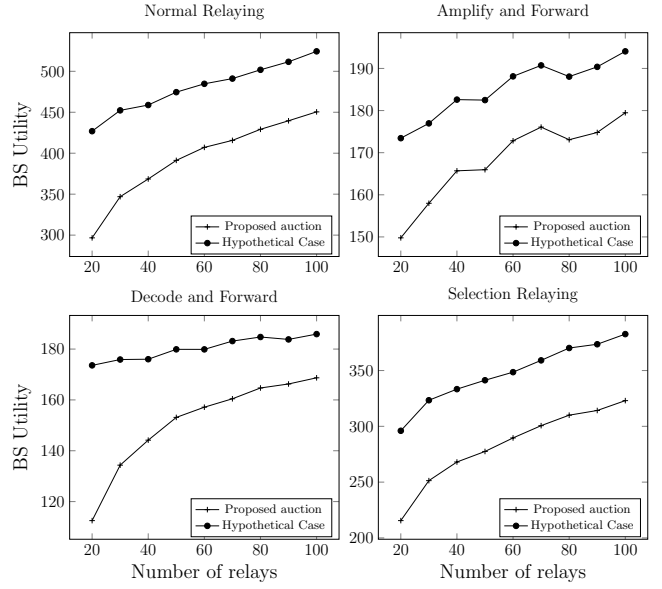 Normal Relaying
BS Utility
500
450
400
350
300
20 40 60 80 100
Proposed auction
Hypothetical Case
Amplify and Forward
190
180
170
160
150
20 40 60 80 100
Proposed auction
Hypothetical Case
Decode and Forward
BS Utility
180
160
140
120
20 40 60 80 100
Number of relays
Proposed auction
Hypothetical Case
Selection Relaying
350
300
250
200
20 40 60 80 100
Number of relays
Proposed auction
Hypothetical Case